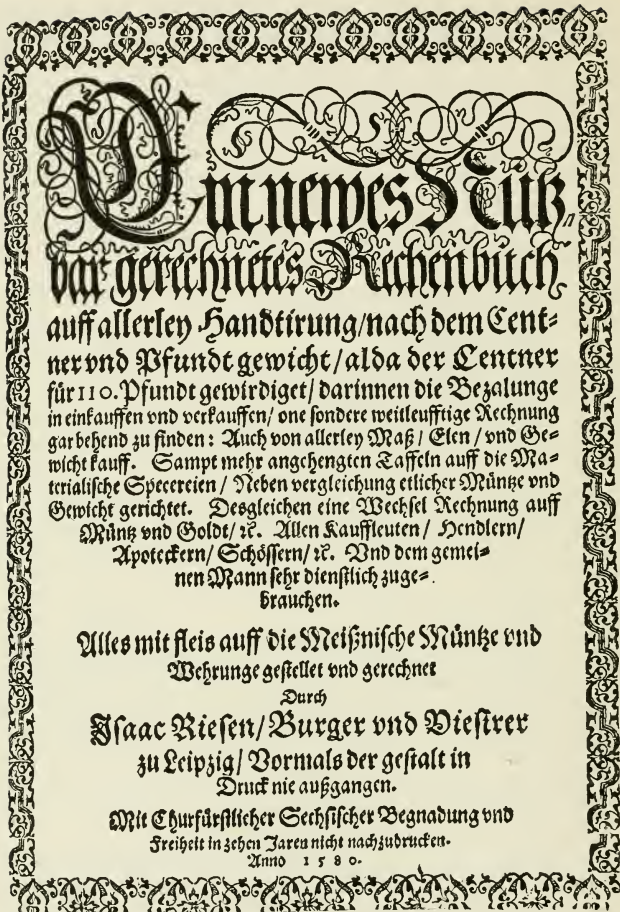 Ein newes Nütz⸗
bar gerechnetes Rechenbuch
auff allerley Handtirung/nach dem Cent⸗
ner vnd Pfundt gewicht/alda der Centner
für 110. Pfundt gewirdiget/ darinnen die Bezalunge
in einkauffen vnd verkauffen/ one sondere weitleufftige Rechnung
gar behend zu finden: Auch von allerley Maß/ Elen/ vnd Ge⸗
wicht kauff. Sampt mehr angehengten Taffeln auff die Ma⸗
terialische Specereien/ Neben vergleichung etlicher Müntze vnd
Gewicht gerichtet. Desgleichen eine Wechsel Rechnung auff
Müntz vnd Goldt/ ꝛc. Allen Kauffleuten/ Hendlern/
Apoteckern/ Schössern/ ꝛc. Vnd dem gemei⸗
nen Mann sehr dienstlich zuge⸗
brauchen.
Alles mit fleis auff die Meißnische Müntze vnd
Wehrunge gestellet vnd gerechnet
Durch
Isaac Riesen/ Burger vnd Viesirer
zu Leipzig/ Vormals der gestalt in
Druck nie außgangen.
Mit Churfürstlicher Sechsischer Begnadung vnd
Freiheit in zehen Jaren nicht nachzudrucken.
Anno 1580.